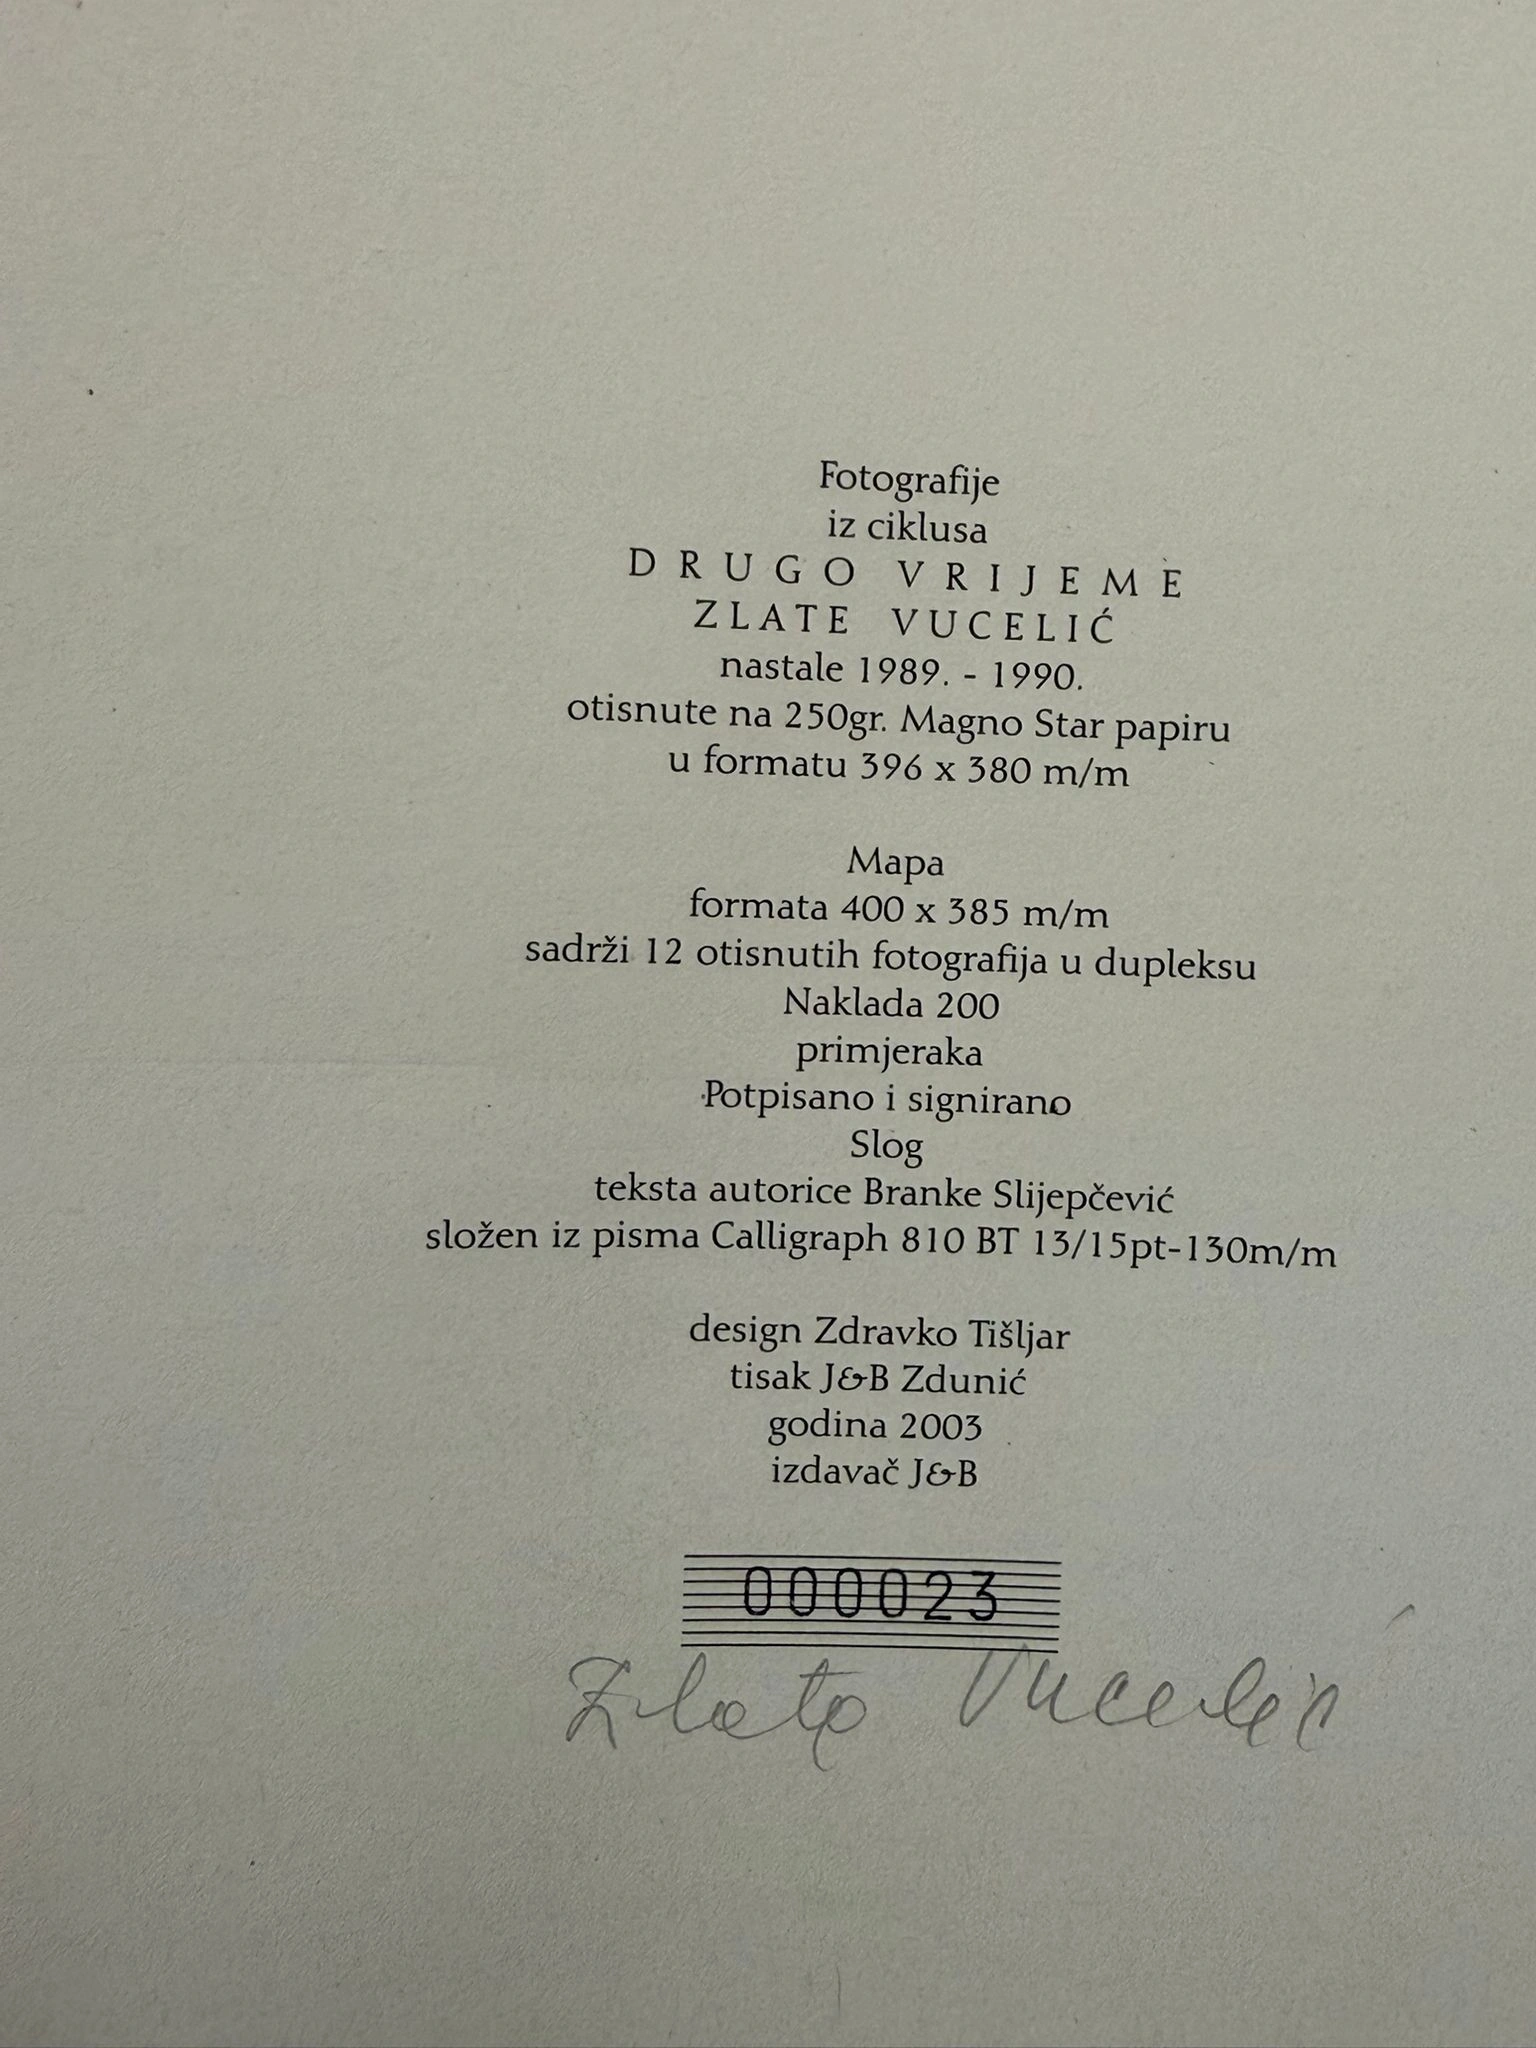 Fotografije
iz ciklusa
DRUGO VRIJEME
ZLATE VUCELIĆ
nastale 1989. - 1990.
otisnute na 250gr. Magno Star papiru
u formatu 396 x 380 m/m
Mapa
formata 400 x 385 m/m
sadrži 12 otisnutih fotografija u dupleksu
Naklada 200
primjeraka
Potpisano i signirano
Slog
teksta autorice Branke Slijepčević
složen iz pisma Calligraph 810 BT 13/15pt-130m/m
design Zdravko Tišljar
tisak J&B Zdunić
godina 2003
izdavač J&B
000023
Zlata Vucelić